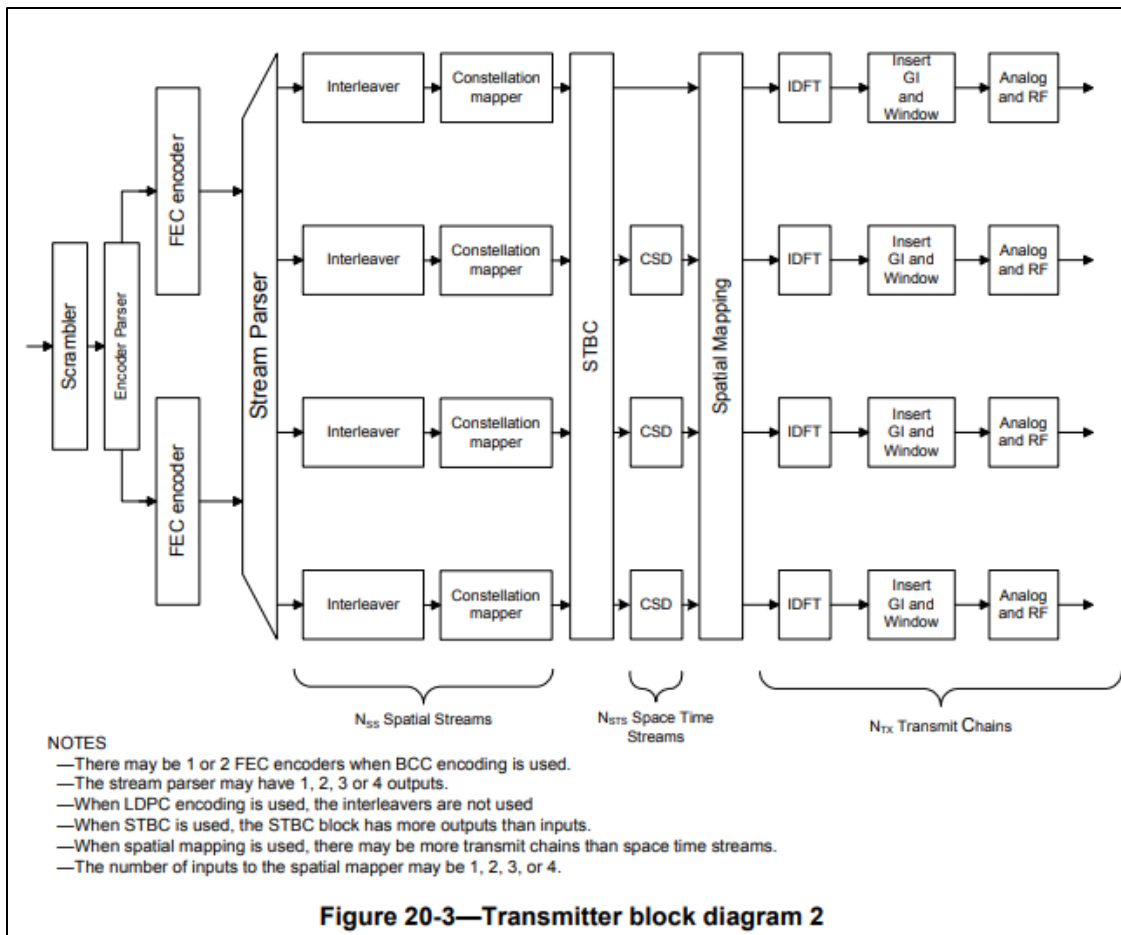 Scrambler
Encoder Parser
FEC encoder
FEC encoder
Stream Parser
Interleaver
Constellation
mapper
STBC
Spatial Mapping
IDFT
Insert
GI
and
Window
Analog
and RF
Interleaver
Constellation
mapper
CSD
IDFT
Insert
GI and
Window
Analog
and RF
Interleaver
Constellation
mapper
CSD
IDFT
Insert
GI and
Window
Analog
and RF
Interleaver
Constellation
mapper
CSD
IDFT
Insert
GI and
Window
Analog
and RF
NSS Spatial Streams
NSTS Space Time
Streams
NTX Transmit Chains
NOTES
—There may be 1 or 2 FEC encoders when BCC encoding is used.
—The stream parser may have 1, 2, 3 or 4 outputs.
—When LDPC encoding is used, the interleavers are not used
—When STBC is used, the STBC block has more outputs than inputs.
—When spatial mapping is used, there may be more transmit chains than space time streams.
—The number of inputs to the spatial mapper may be 1, 2, 3, or 4.
Figure 20-3—Transmitter block diagram 2